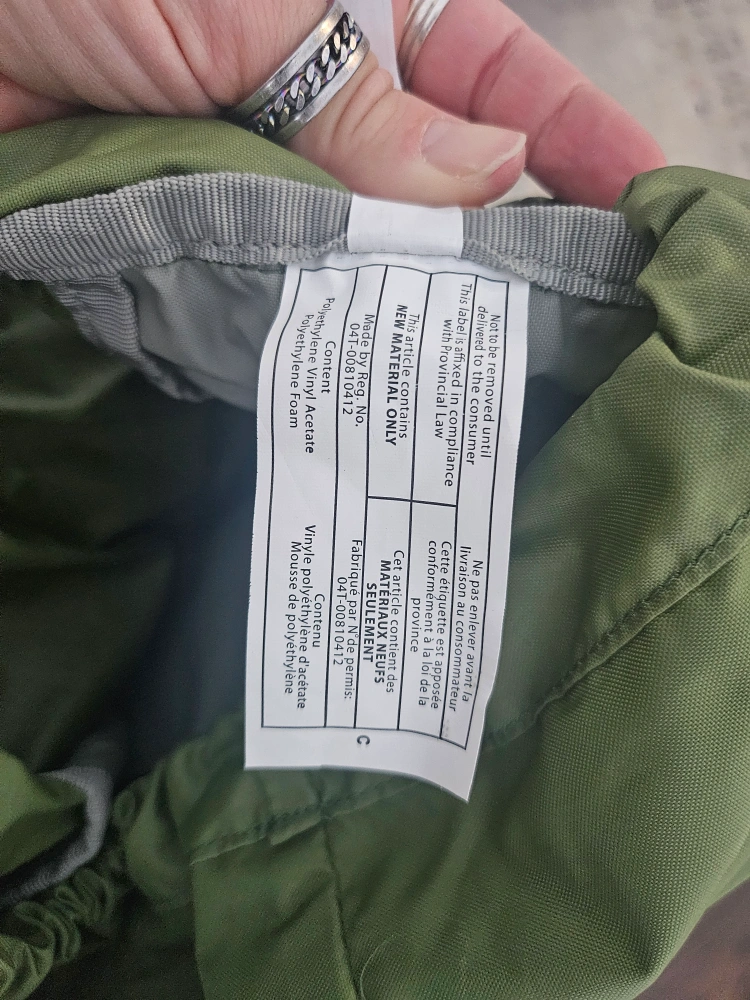 Not to be removed until
delivered to the consumer
This label is affixed in compliance
with Provincial Law
This article contains
NEW MATERIAL ONLY
Made by Reg. No.
04T-00810412
Content
Polyethylene Vinyl Acetate
Polyethylene Foam
Ne pas enlever avant la
livraison au consommateur
Cette étiquette est apposée
conformément à la loi de la
province
Cet article contient des
MATÉRIAUX NEUFS
SEULEMENT
Fabriqué par N° de permis:
04T-00810412
Contenu
Vinyle polyéthylène d'acétate
Mousse de polyéthylène
C